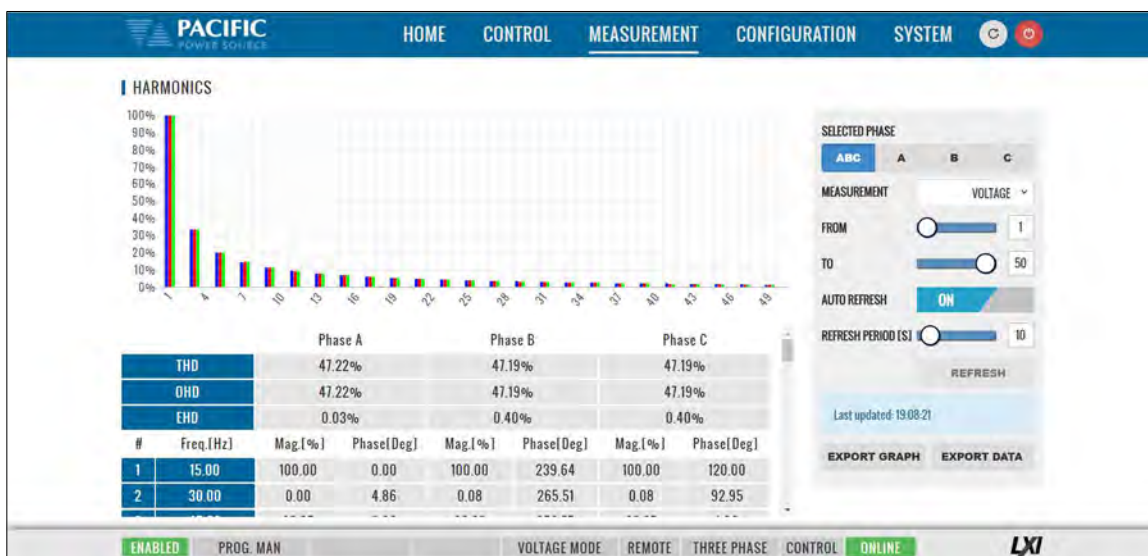 PACIFIC HOME CONTROL MEASUREMENT CONFIGURATION SYSTEM
POWER SOURCE
HARMONICS
100%
90%
80%
70%
60%
50%
40%
30%
20%
10%
0%
1 4 7 10 13 16 19 22 25 28 31 34 37 40 43 46 49
SELECTED PHASE
ABC A B C
MEASUREMENT VOLTAGE
FROM 1
TO 50
AUTO REFRESH ON
REFRESH PERIOD [S] 10
REFRESH
Last updated: 19:08:21
EXPORT GRAPH EXPORT DATA
Phase A Phase B Phase C
THD 47.22% 47.19% 47.19%
OHD 47.22% 47.19% 47.19%
EHD 0.03% 0.40% 0.40%
# Freq.[Hz] Mag.[%] Phase[Deg] Mag.[%] Phase[Deg] Mag.[%] Phase[Deg]
1 15.00 100.00 0.00 100.00 239.64 100.00 120.00
2 30.00 0.00 4.86 0.08 265.51 0.08 92.95
ENABLED PROG. MAN VOLTAGE MODE REMOTE THREE PHASE CONTROL ONLINE LXI